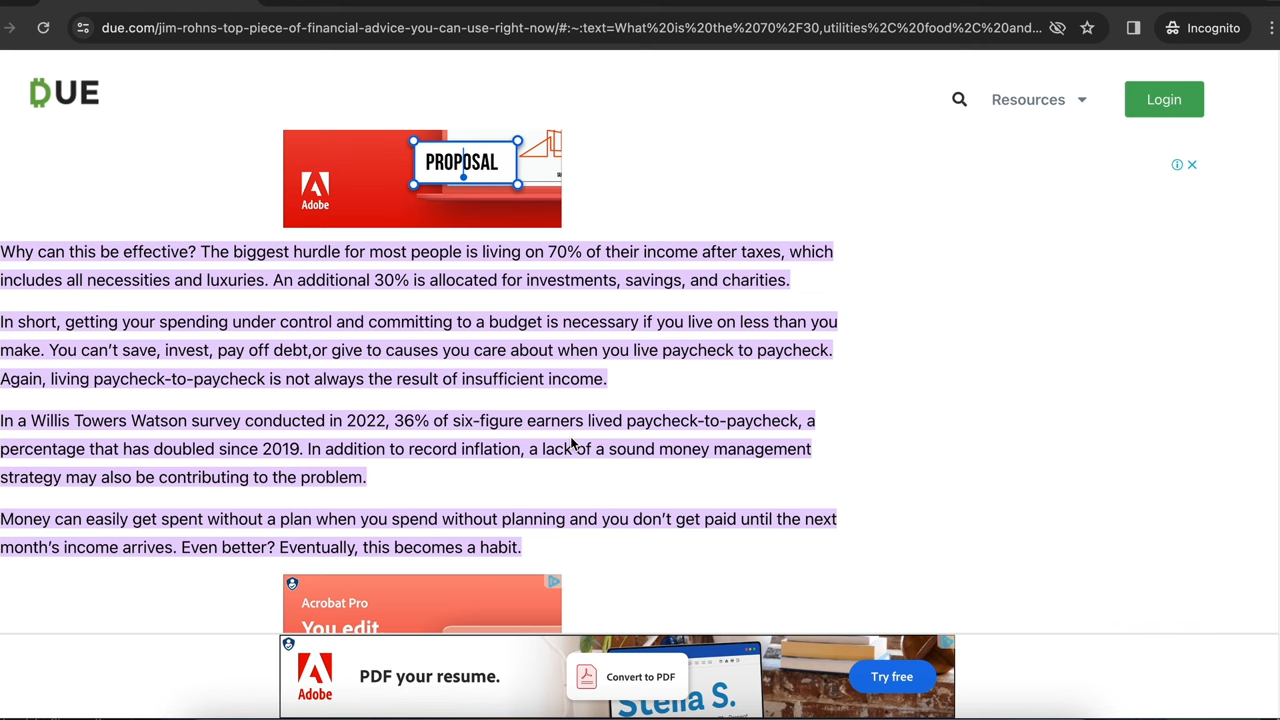 due.com/jim-rohns-top-piece-of-financial-advice-you-can-use-right-now/#:~:text=What%20is%20the%2070%2F30,utilities%2C%20food%2C%20and...
Incognito
DUE
Resources
Login
PROPOSAL
Adobe
Why can this be effective? The biggest hurdle for most people is living on 70% of their income after taxes, which
includes all necessities and luxuries. An additional 30% is allocated for investments, savings, and charities.
In short, getting your spending under control and committing to a budget is necessary if you live on less than you
make. You can't save, invest, pay off debt,or give to causes you care about when you live paycheck to paycheck.
Again, living paycheck-to-paycheck is not always the result of insufficient income.
In a Willis Towers Watson survey conducted in 2022, 36% of six-figure earners lived paycheck-to-paycheck, a
percentage that has doubled since 2019. In addition to record inflation, a lack of a sound money management
strategy may also be contributing to the problem.
Money can easily get spent without a plan when you spend without planning and you don't get paid until the next
month's income arrives. Even better? Eventually, this becomes a habit.
Acrobat Pro
You edit.
Adobe
PDF your resume.
Convert to PDF
Stella S.
Try free